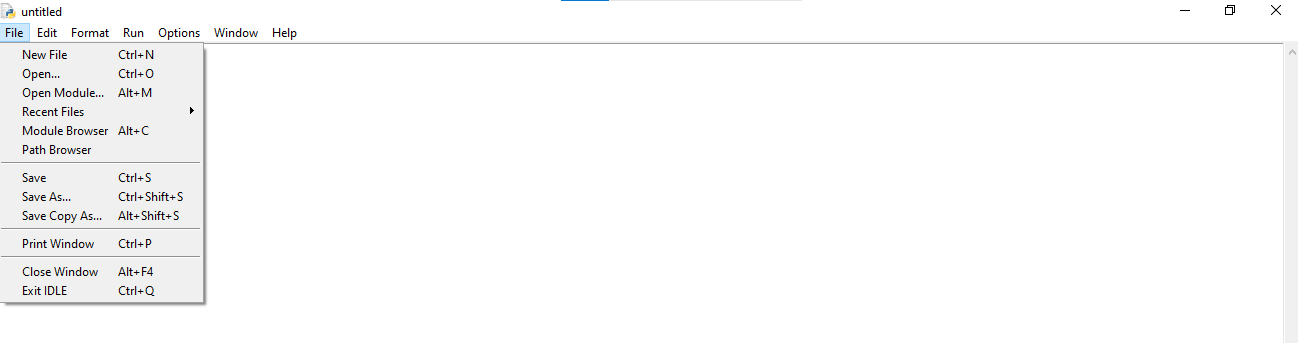 untitled
File Edit Format Run Options Window Help
New File Ctrl+N
Open... Ctrl+O
Open Module... Alt+M
Recent Files
Module Browser Alt+C
Path Browser
Save Ctrl+S
Save As... Ctrl+Shift+S
Save Copy As... Alt+Shift+S
Print Window Ctrl+P
Close Window Alt+F4
Exit IDLE Ctrl+Q